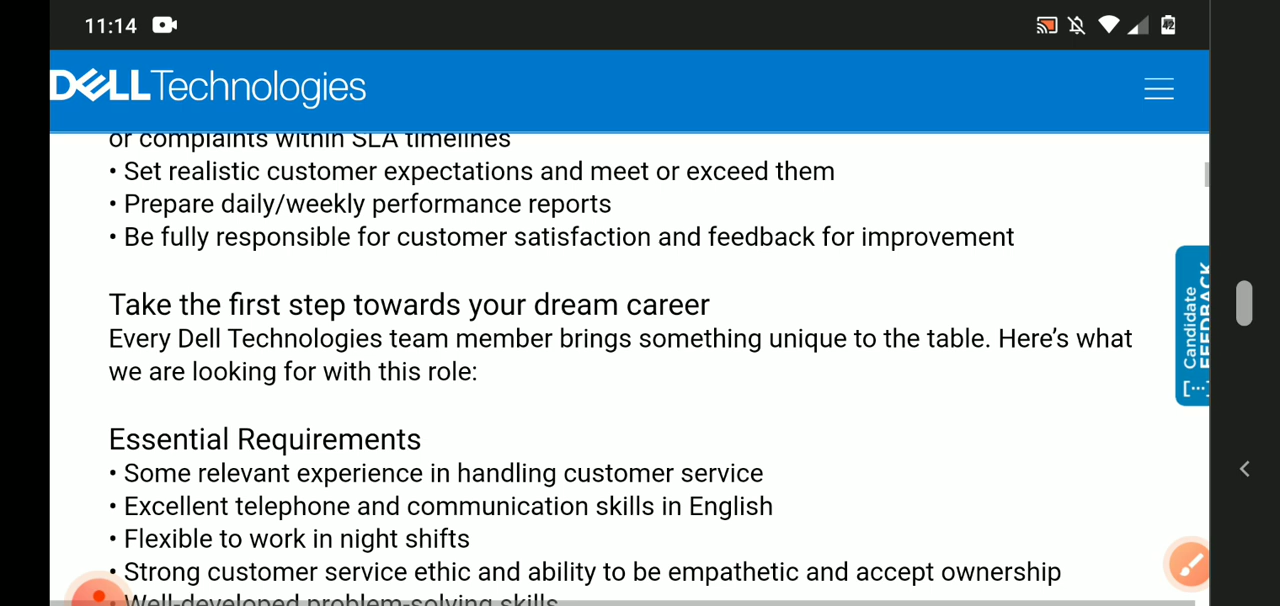 11:14
42
DELLTechnologies
or complaints within SLA timelines
• Set realistic customer expectations and meet or exceed them
• Prepare daily/weekly performance reports
• Be fully responsible for customer satisfaction and feedback for improvement
Take the first step towards your dream career
Every Dell Technologies team member brings something unique to the table. Here’s what
we are looking for with this role:
Essential Requirements
• Some relevant experience in handling customer service
• Excellent telephone and communication skills in English
• Flexible to work in night shifts
• Strong customer service ethic and ability to be empathetic and accept ownership
• Well-developed problem-solving skills
Candidate
FEEDBACK